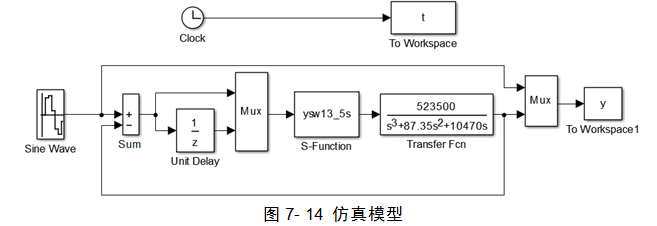 t
Clock
To Workspace
+
−
Sine Wave
Sum
1
z
Unit Delay
Mux
ysw13_5s
S-Function
523500
s3+87.35s2+10470s
Transfer Fcn
Mux
y
To Workspace1
图 7- 14 仿真模型